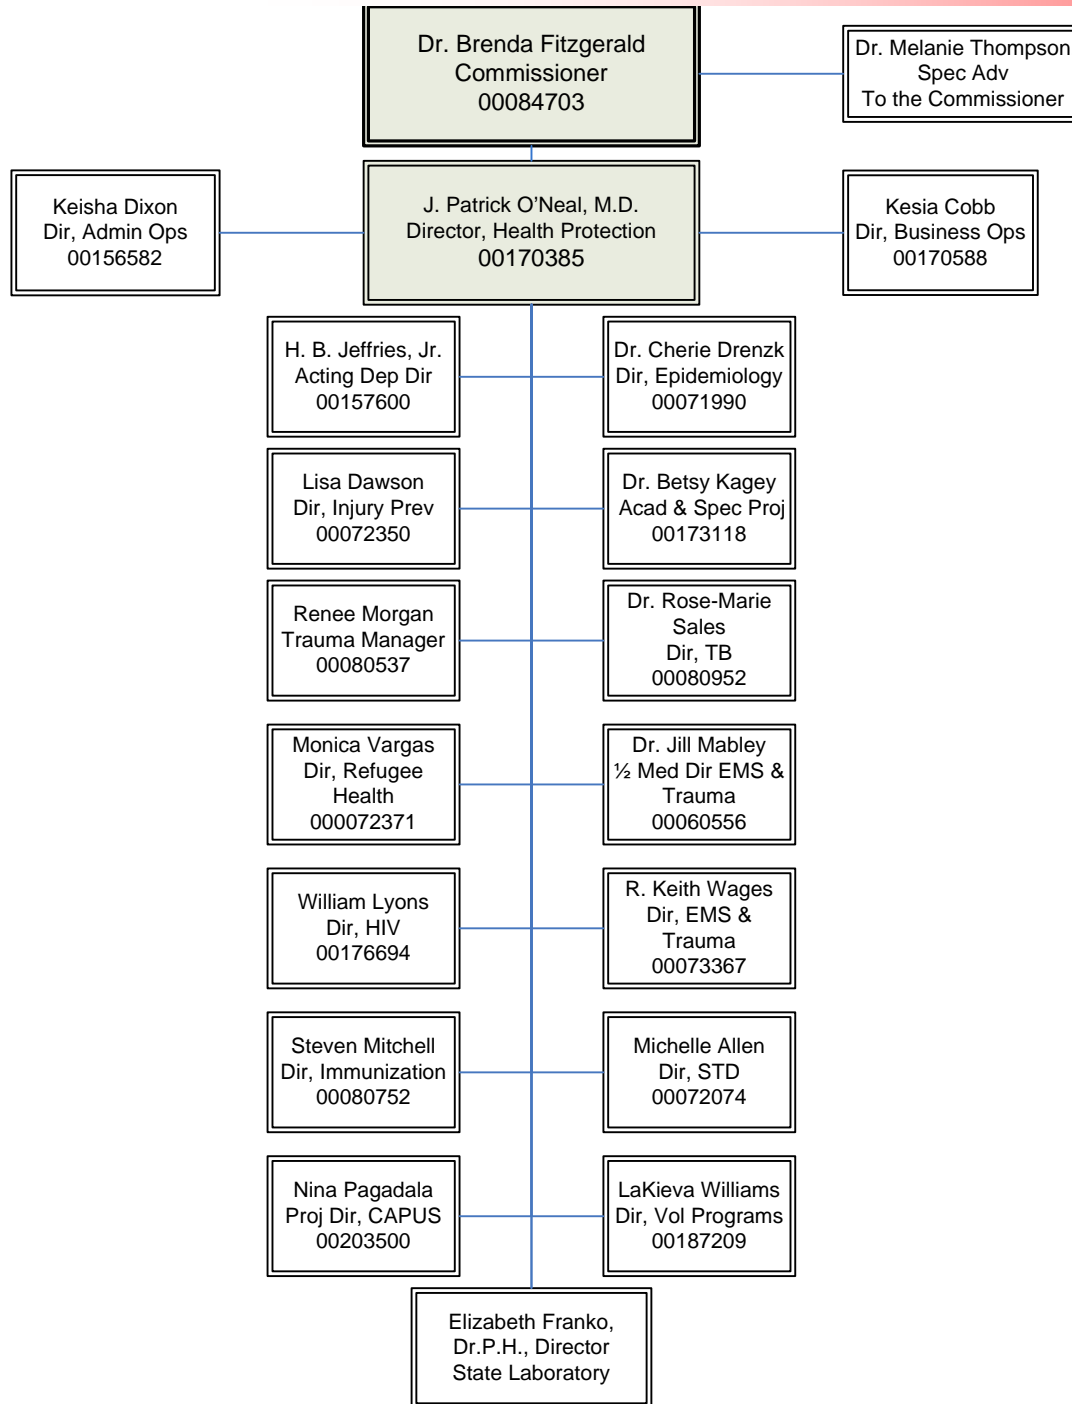 Dr. Brenda Fitzgerald
Commissioner
00084703
Dr. Melanie Thompson
Spec Adv
To the Commissioner
Keisha Dixon
Dir, Admin Ops
00156582
J. Patrick O’Neal, M.D.
Director, Health Protection
00170385
Kesia Cobb
Dir, Business Ops
00170588
H. B. Jeffries, Jr.
Acting Dep Dir
00157600
Dr. Cherie Drenzk
Dir, Epidemiology
00071990
Lisa Dawson
Dir, Injury Prev
00072350
Dr. Betsy Kagey
Acad & Spec Proj
00173118
Renee Morgan
Trauma Manager
00080537
Dr. Rose-Marie
Sales
Dir, TB
00080952
Monica Vargas
Dir, Refugee
Health
000072371
Dr. Jill Mabley
½ Med Dir EMS &
Trauma
00060556
William Lyons
Dir, HIV
00176694
R. Keith Wages
Dir, EMS &
Trauma
00073367
Steven Mitchell
Dir, Immunization
00080752
Michelle Allen
Dir, STD
00072074
Nina Pagadala
Proj Dir, CAPUS
00203500
LaKieva Williams
Dir, Vol Programs
00187209
Elizabeth Franko,
Dr.P.H., Director
State Laboratory